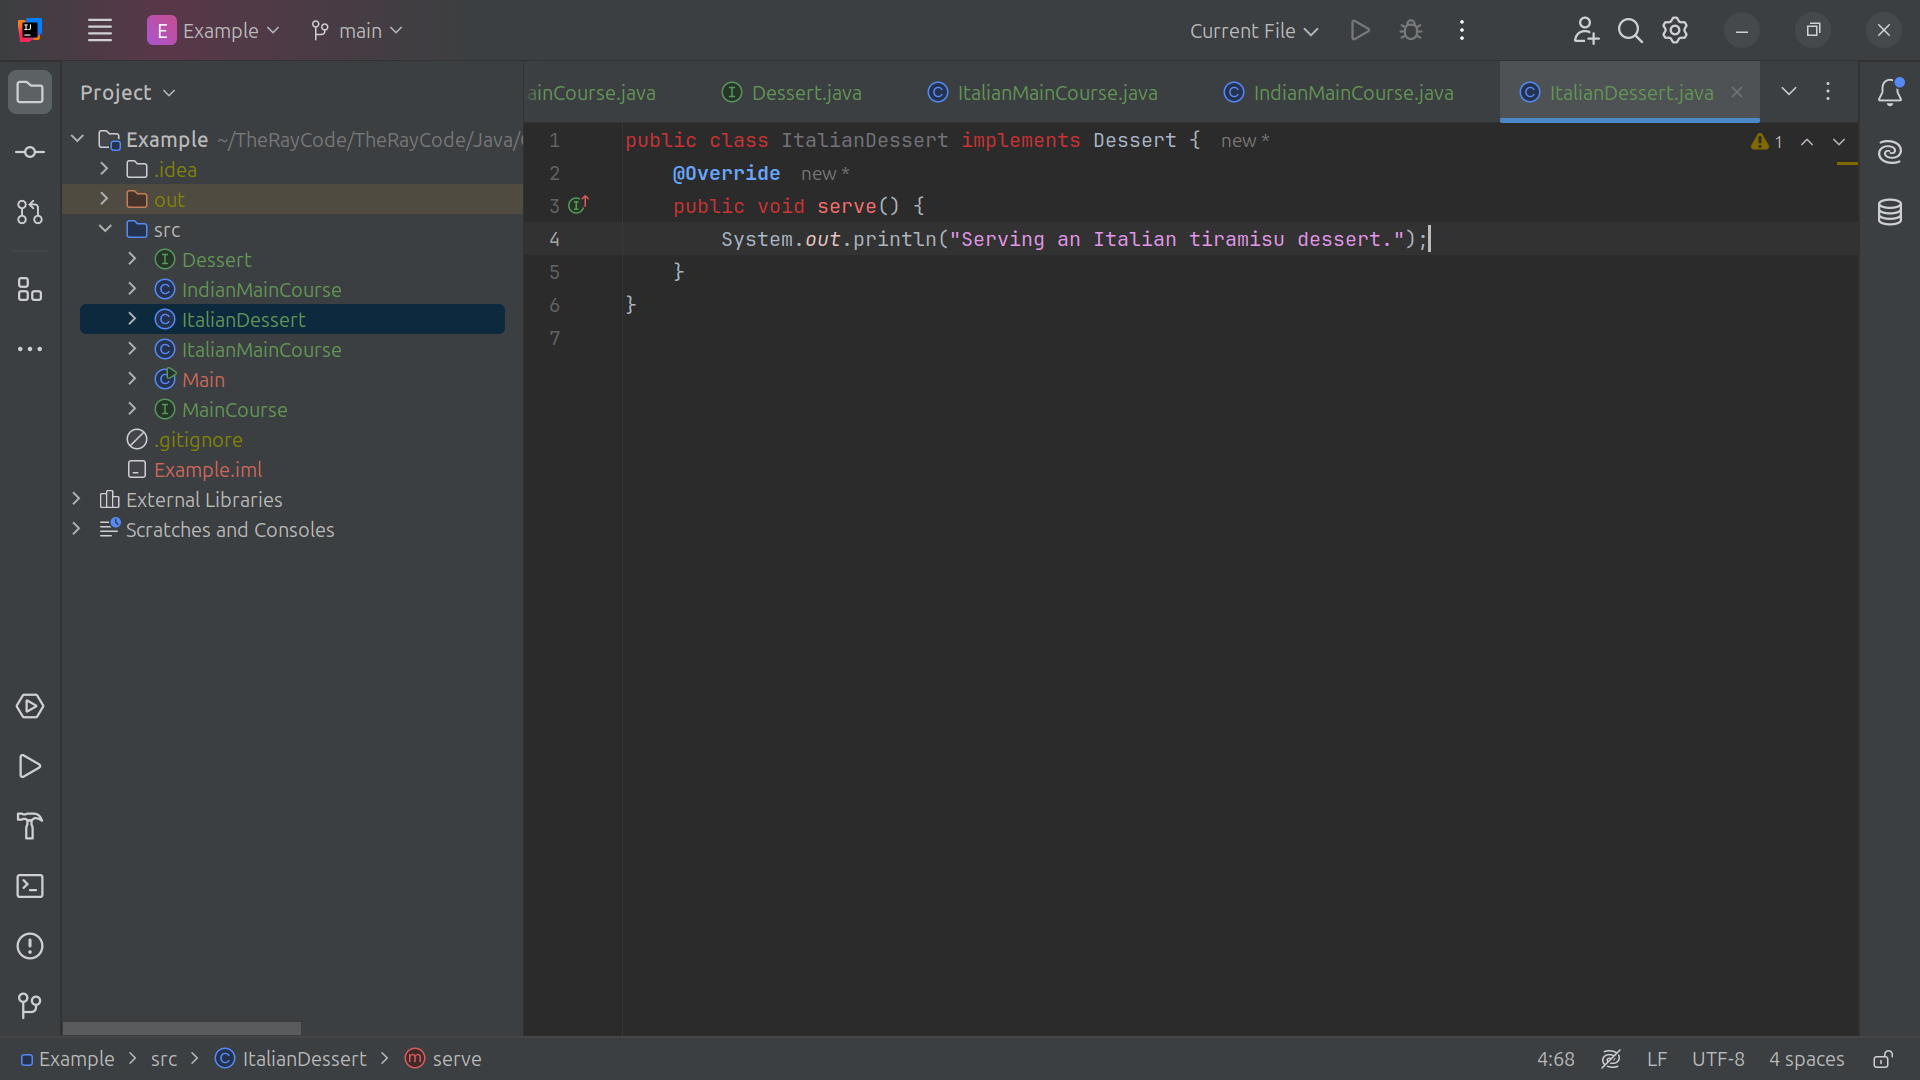 E Example main Current File
Project
ainCourse.java Dessert.java ItalianMainCourse.java IndianMainCourse.java ItalianDessert.java
Example ~/TheRayCode/TheRayCode/Java/
.idea
out
src
Dessert
IndianMainCourse
ItalianDessert
ItalianMainCourse
Main
MainCourse
.gitignore
Example.iml
External Libraries
Scratches and Consoles
1 public class ItalianDessert implements Dessert { new *
2 @Override new *
3 public void serve() {
4 System.out.println("Serving an Italian tiramisu dessert.");
5 }
6 }
7
1
Example > src > ItalianDessert > serve
4:68 LF UTF-8 4 spaces